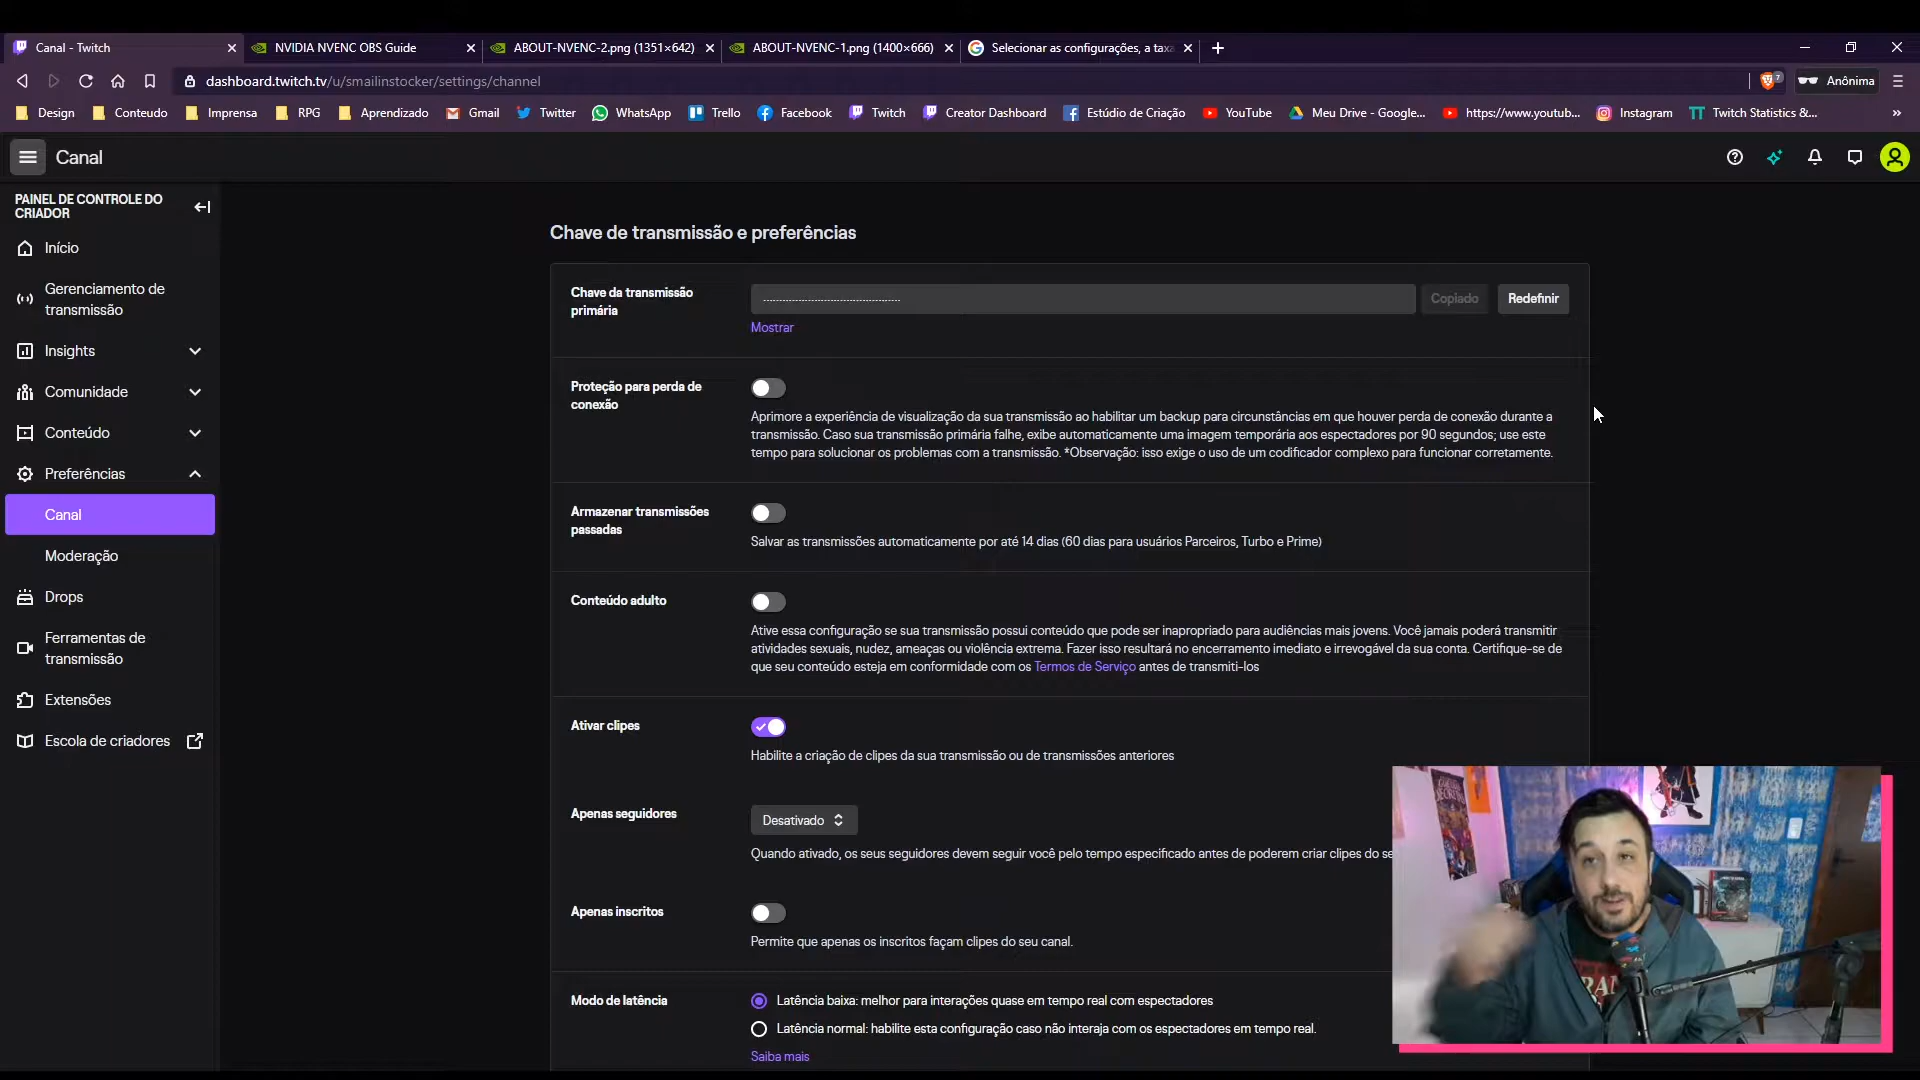 Canal - Twitch
NVIDIA NVENC OBS Guide
ABOUT-NVENC-2.png (1351×642)
ABOUT-NVENC-1.png (1400×666)
Selecionar as configurações, a taxa
dashboard.twitch.tv/u/smailinstocker/settings/channel
7
Anônima
Design
Conteudo
Imprensa
RPG
Aprendizado
Gmail
Twitter
WhatsApp
Trello
Facebook
Twitch
Creator Dashboard
Estúdio de Criação
YouTube
Meu Drive - Google...
https://www.youtub...
Instagram
Twitch Statistics &...
Canal
PAINEL DE CONTROLE DO
CRIADOR
Início
Gerenciamento de
transmissão
Insights
Comunidade
Conteúdo
Preferências
Canal
Moderação
Drops
Ferramentas de
transmissão
Extensões
Escola de criadores
Chave de transmissão e preferências
Chave da transmissão
primária
Copiado
Redefinir
Mostrar
Proteção para perda de
conexão
Aprimore a experiência de visualização da sua transmissão ao habilitar um backup para circunstâncias em que houver perda de conexão durante a
transmissão. Caso sua transmissão primária falhe, exibe automaticamente uma imagem temporária aos espectadores por 90 segundos; use este
tempo para solucionar os problemas com a transmissão. *Observação: isso exige o uso de um codificador complexo para funcionar corretamente.
Armazenar transmissões
passadas
Salvar as transmissões automaticamente por até 14 dias (60 dias para usuários Parceiros, Turbo e Prime)
Conteúdo adulto
Ative essa configuração se sua transmissão possui conteúdo que pode ser inapropriado para audiências mais jovens. Você jamais poderá transmitir
atividades sexuais, nudez, ameaças ou violência extrema. Fazer isso resultará no encerramento imediato e irrevogável da sua conta. Certifique-se de
que seu conteúdo esteja em conformidade com os Termos de Serviço antes de transmiti-los
Ativar clipes
Habilite a criação de clipes da sua transmissão ou de transmissões anteriores
Apenas seguidores
Desativado
Quando ativado, os seus seguidores devem seguir você pelo tempo especificado antes de poderem criar clipes do se
Apenas inscritos
Permite que apenas os inscritos façam clipes do seu canal.
Modo de latência
Latência baixa: melhor para interações quase em tempo real com espectadores
Latência normal: habilite esta configuração caso não interaja com os espectadores em tempo real.
Saiba mais